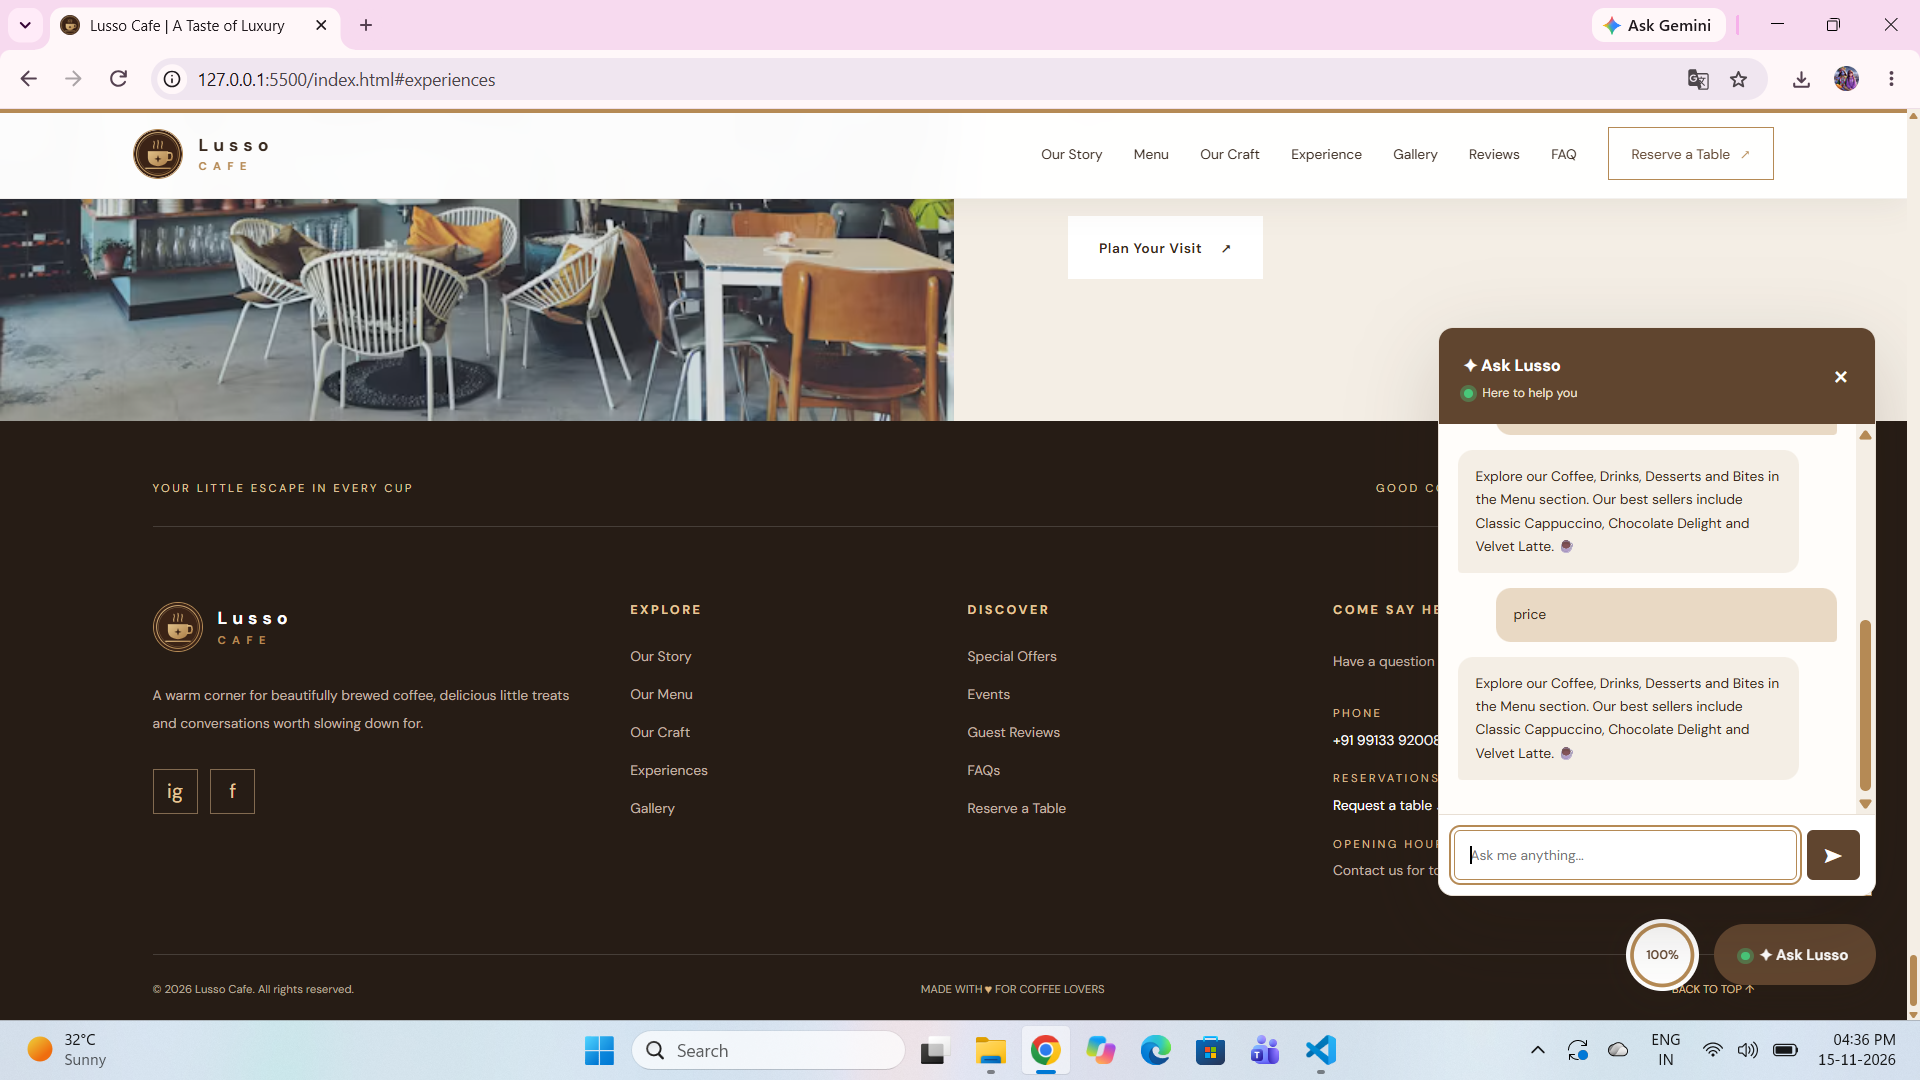 Lusso Cafe | A Taste of Luxury
Ask Gemini
127.0.0.1:5500/index.html#experiences
Lusso
CAFE
Our Story
Menu
Our Craft
Experience
Gallery
Reviews
FAQ
Reserve a Table ↗
Plan Your Visit ↗
YOUR LITTLE ESCAPE IN EVERY CUP
GOOD
Lusso
CAFE
A warm corner for beautifully brewed coffee, delicious little treats
and conversations worth slowing down for.
ig
f
EXPLORE
Our Story
Our Menu
Our Craft
Experiences
Gallery
DISCOVER
Special Offers
Events
Guest Reviews
FAQs
Reserve a Table
COME SAY
Have a question
PHONE
+91 99133 92008
RESERVATIONS
Request a table
OPENING
Contact us for
© 2026 Lusso Cafe. All rights reserved.
MADE WITH ♥ FOR COFFEE LOVERS
BACK TO TOP ↑
✦ Ask Lusso
Here to help you
Explore our Coffee, Drinks, Desserts and Bites in
the Menu section. Our best sellers include
Classic Cappuccino, Chocolate Delight and
Velvet Latte.
price
Explore our Coffee, Drinks, Desserts and Bites in
the Menu section. Our best sellers include
Classic Cappuccino, Chocolate Delight and
Velvet Latte.
Ask me anything...
100%
✦ Ask Lusso
32°C
Sunny
Search
ENG
IN
04:36 PM
15-11-2026